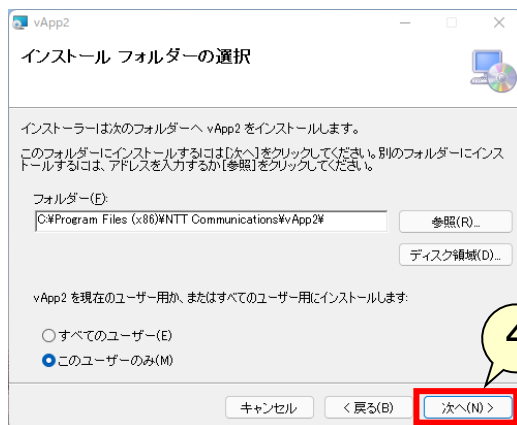 vApp2
インストール フォルダーの選択
インストーラーは次のフォルダーへ vApp2 をインストールします。
このフォルダーにインストールするには[次へ]をクリックしてください。別のフォルダーにインス
トールするには、アドレスを入力するか[参照]をクリックしてください。
フォルダー(F):
C:¥Program Files (x86)¥NTT Communications¥vApp2¥
参照(R)...
ディスク領域(D)...
vApp2 を現在のユーザー用か、またはすべてのユーザー用にインストールします:
すべてのユーザー(E)
このユーザーのみ(M)
4
キャンセル
< 戻る(B)
次へ(N) >